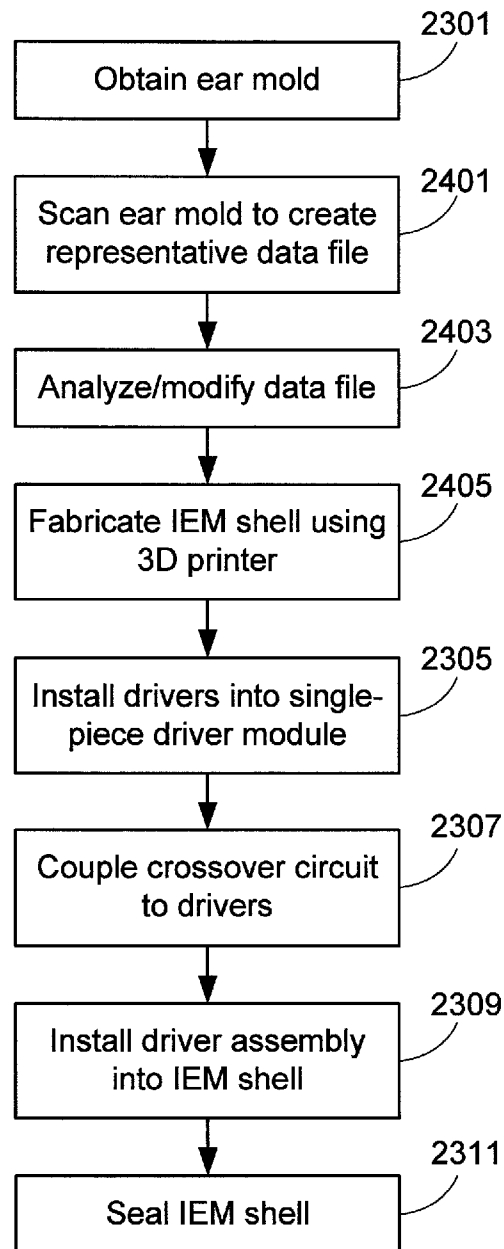 2301
Obtain ear mold
2401
Scan ear mold to create
representative data file
2403
Analyze/modify data file
2405
Fabricate IEM shell using
3D printer
2305
Install drivers into single-
piece driver module
2307
Couple crossover circuit
to drivers
2309
Install driver assembly
into IEM shell
2311
Seal IEM shell